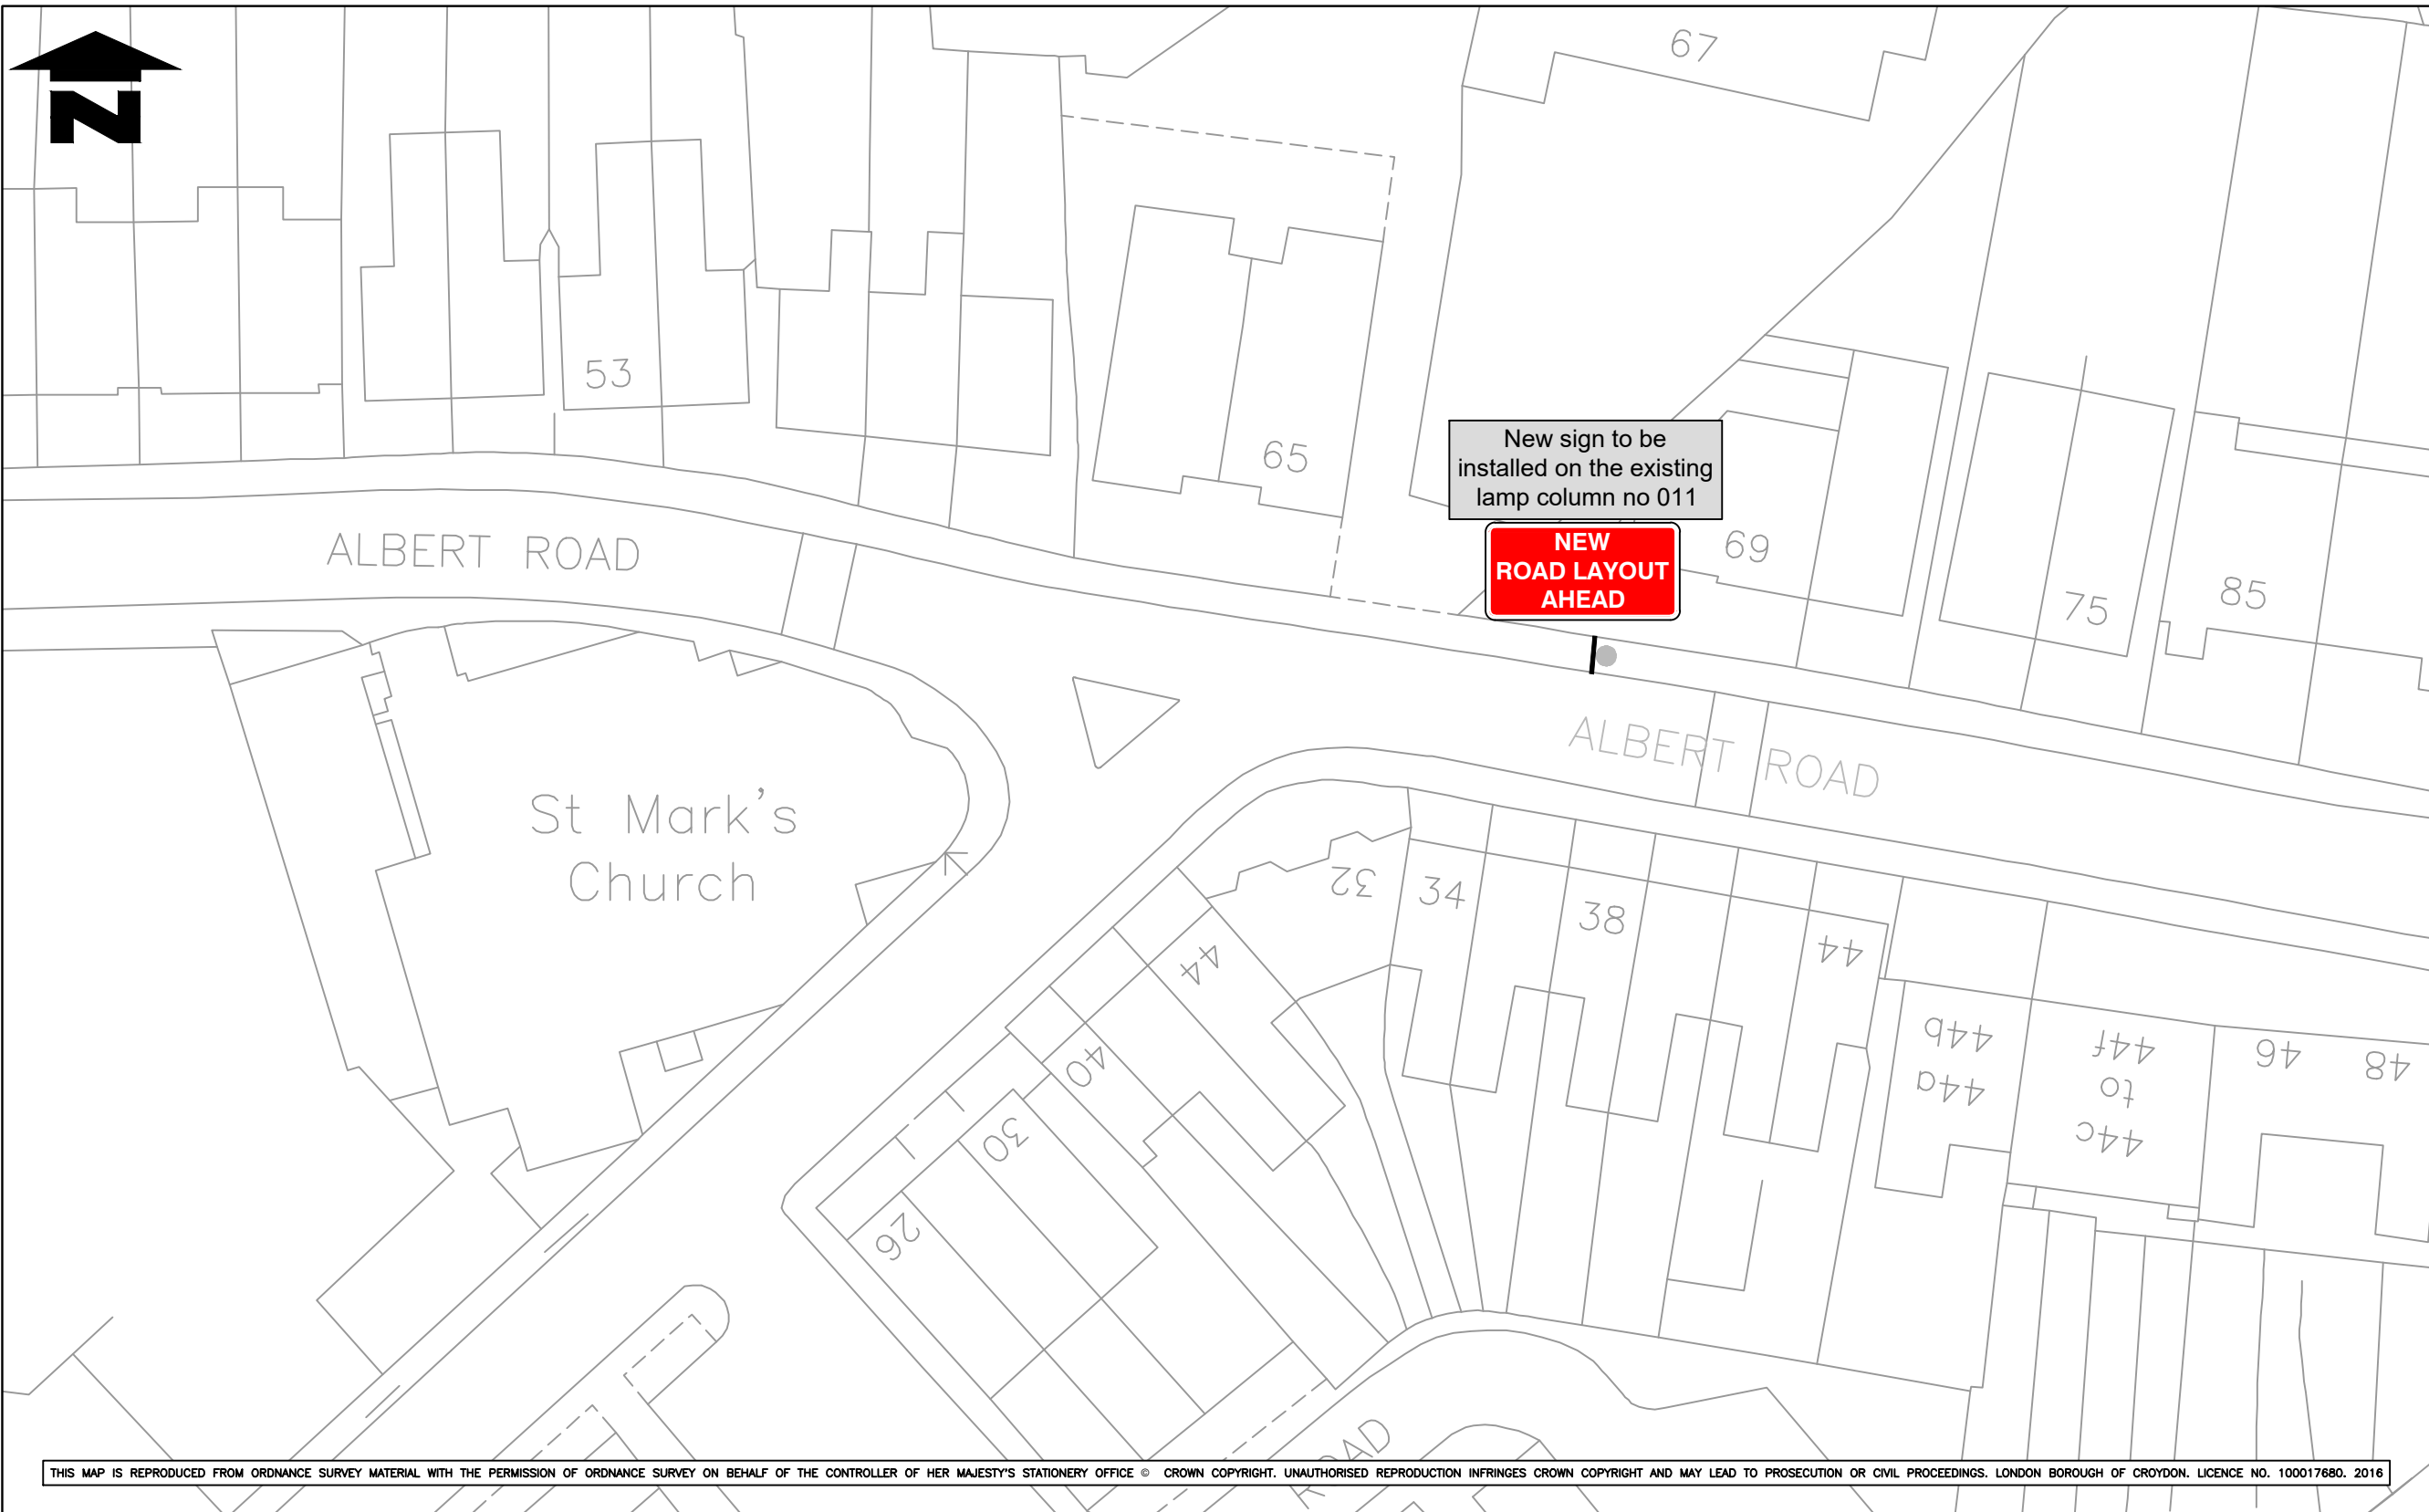 N
67
53
65
New sign to be
installed on the existing
lamp column no 011
NEW
ROAD LAYOUT
AHEAD
69
75
85
ALBERT ROAD
ALBERT ROAD
St Mark's
Church
32
34
38
44
44
40
30
26
44b
44a
44f
to
44c
46
48
ROAD
THIS MAP IS REPRODUCED FROM ORDNANCE SURVEY MATERIAL WITH THE PERMISSION OF ORDNANCE SURVEY ON BEHALF OF THE CONTROLLER OF HER MAJESTY'S STATIONERY OFFICE © CROWN COPYRIGHT. UNAUTHORISED REPRODUCTION INFRINGES CROWN COPYRIGHT AND MAY LEAD TO PROSECUTION OR CIVIL PROCEEDINGS. LONDON BOROUGH OF CROYDON. LICENCE NO. 100017680. 2016